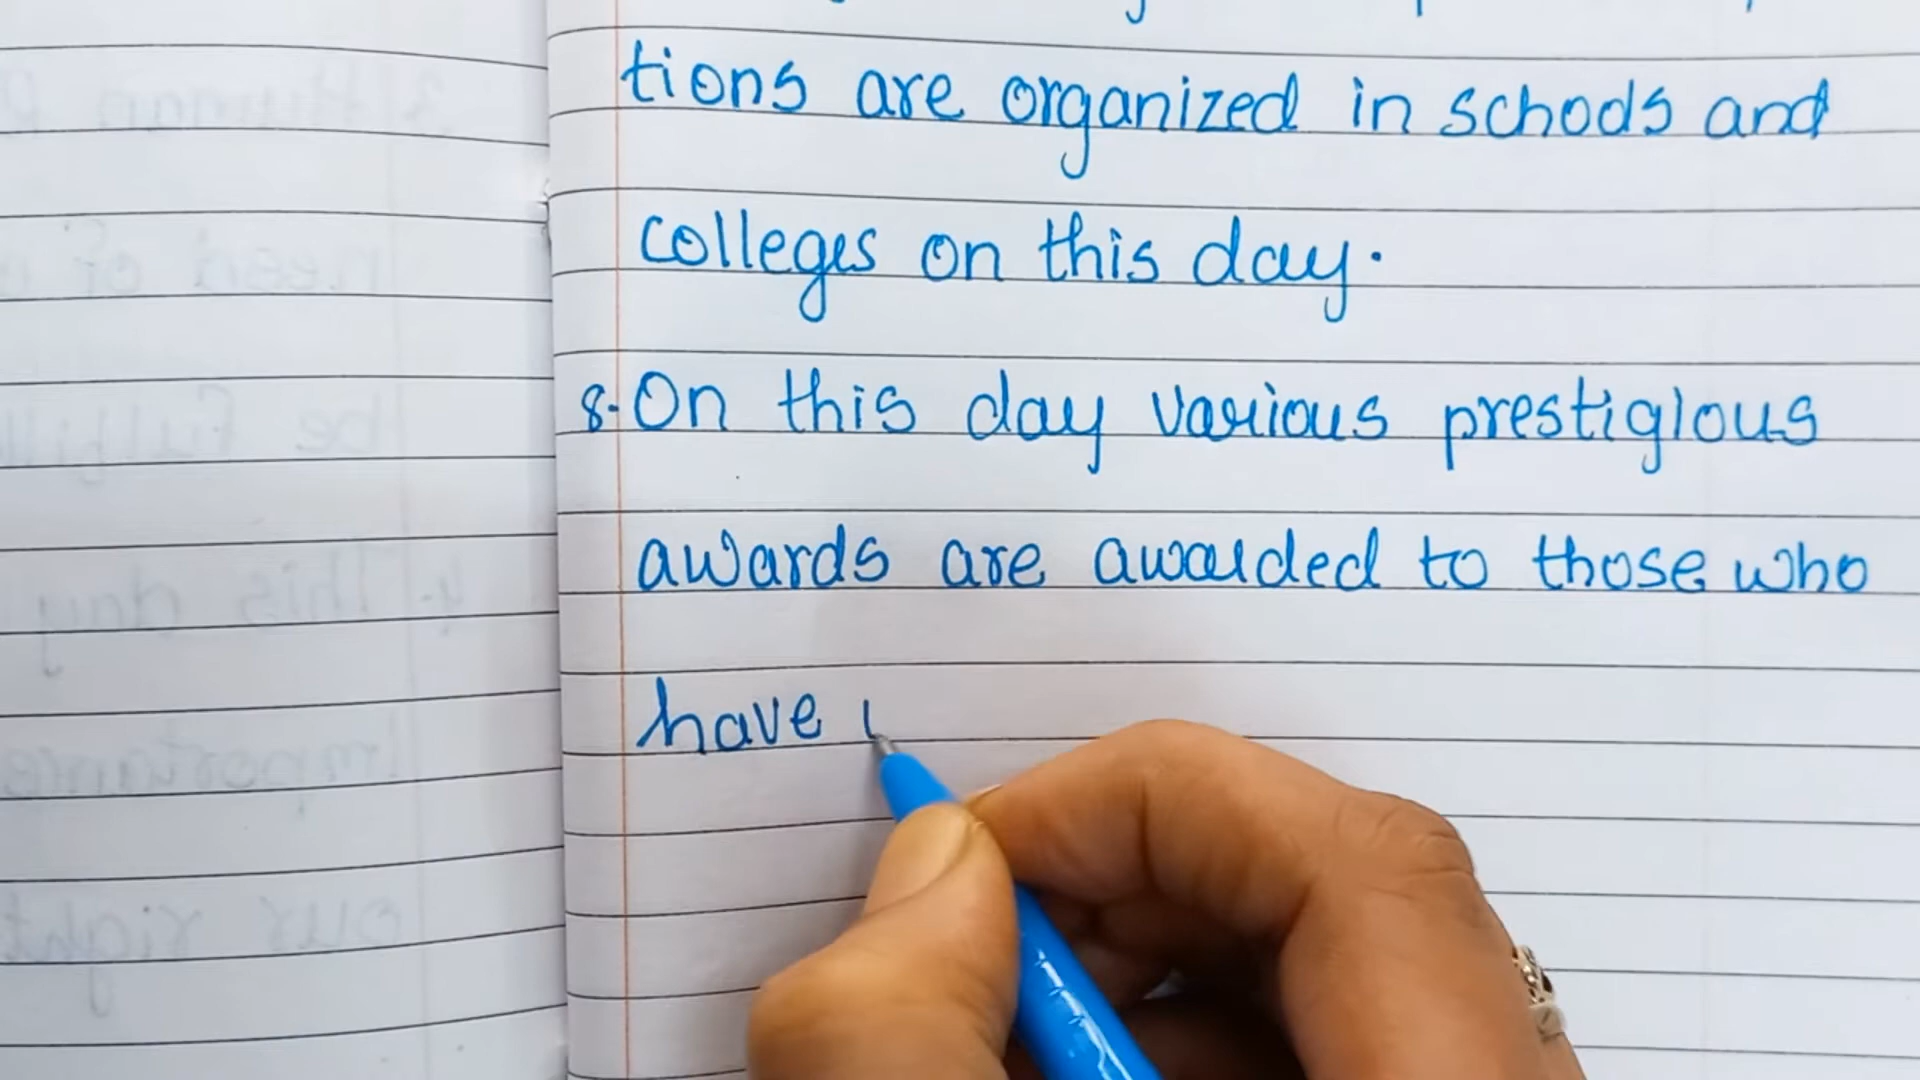 tions are organized in schools and
colleges on this day.
8. On this day various prestigious
awards are awarded to those who
have